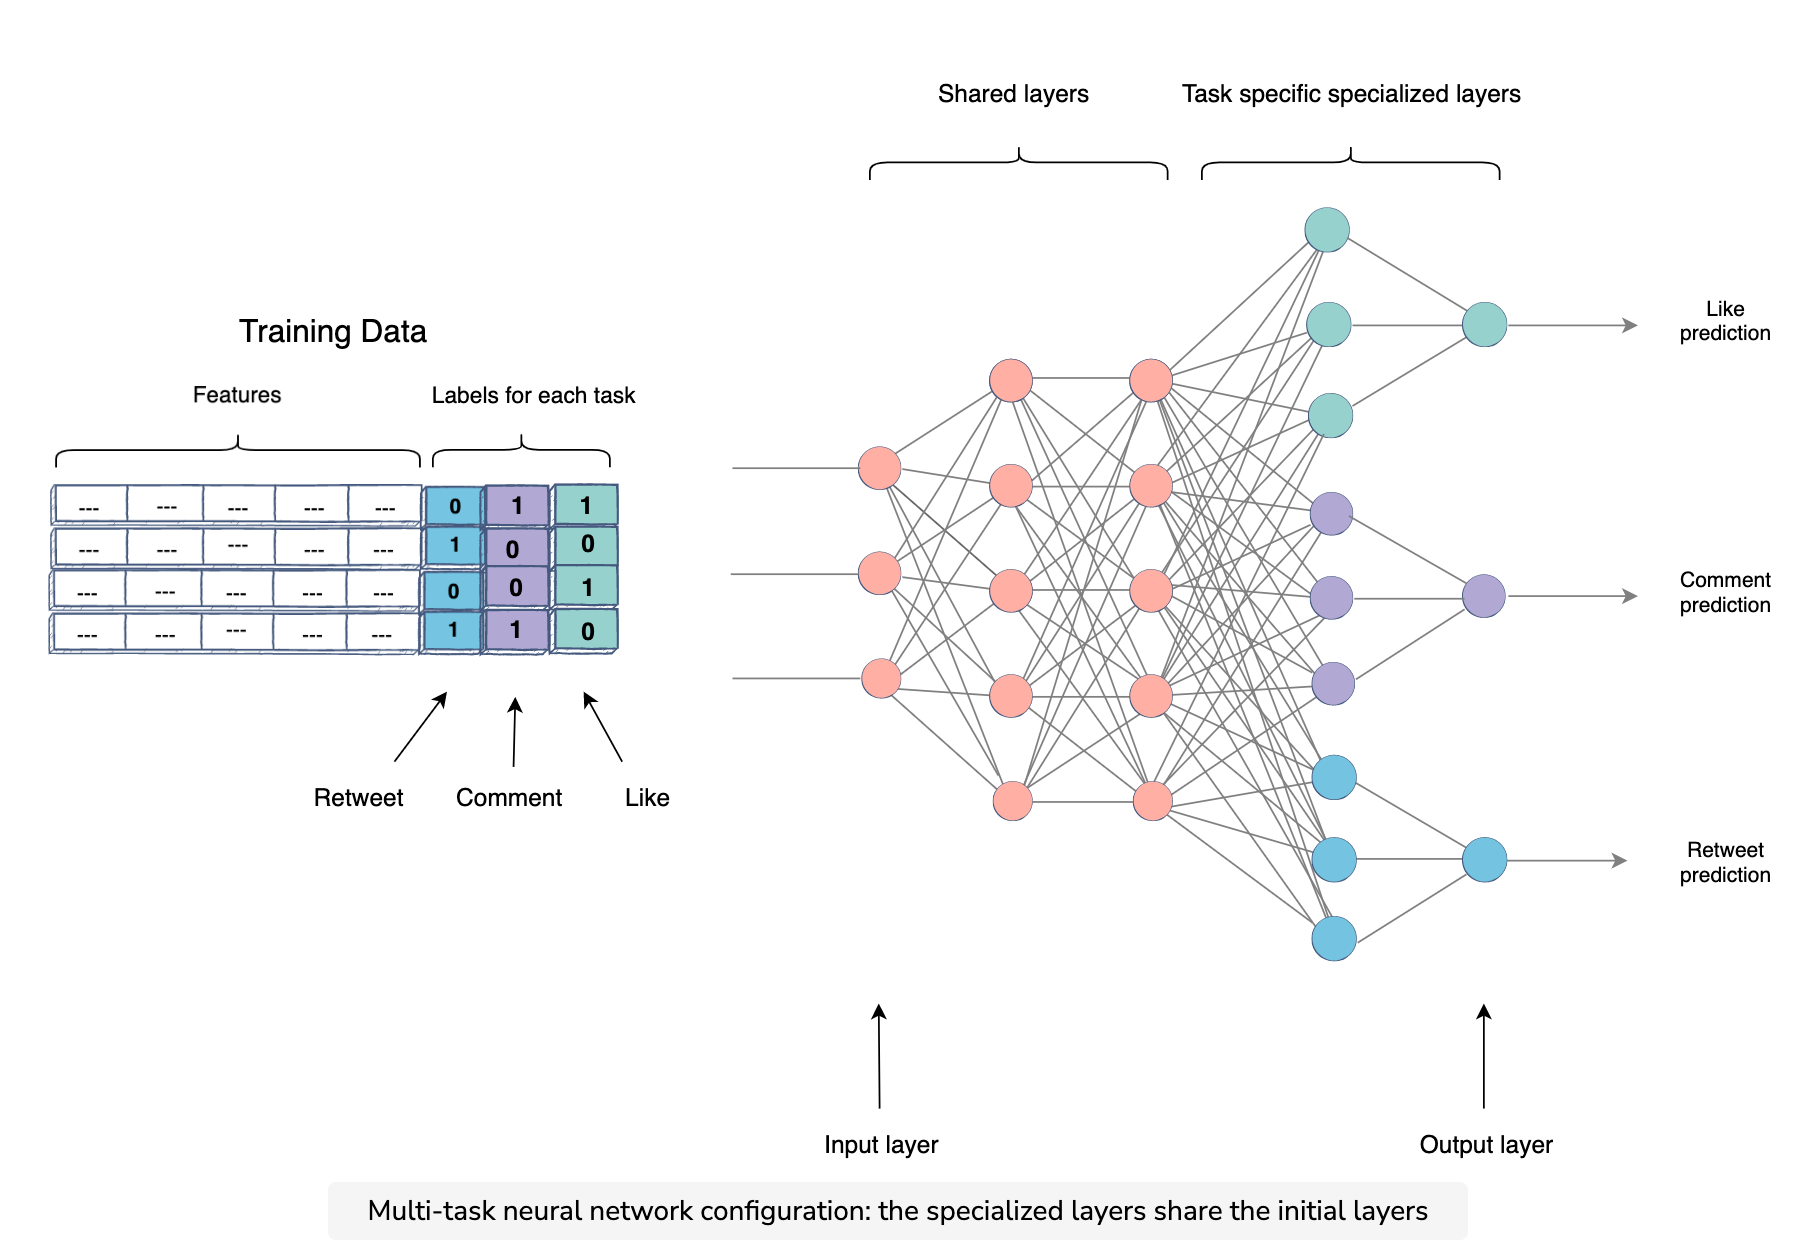 Shared layers
Task specific specialized layers
Training Data
Features
Labels for each task
--- --- --- --- --- 0 1 1
--- --- --- --- --- 1 0 0
--- --- --- --- --- 0 0 1
--- --- --- --- --- 1 1 0
Retweet
Comment
Like
Like
prediction
Comment
prediction
Retweet
prediction
Input layer
Output layer
Multi-task neural network configuration: the specialized layers share the initial layers